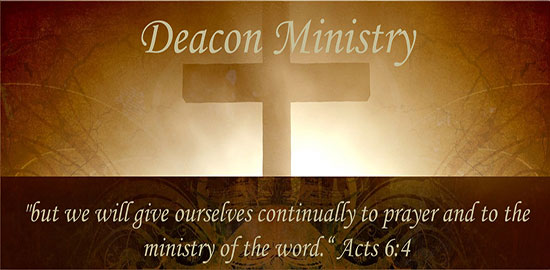 Deacon Ministry
"but we will give ourselves continually to prayer and to the
ministry of the word.“ Acts 6:4